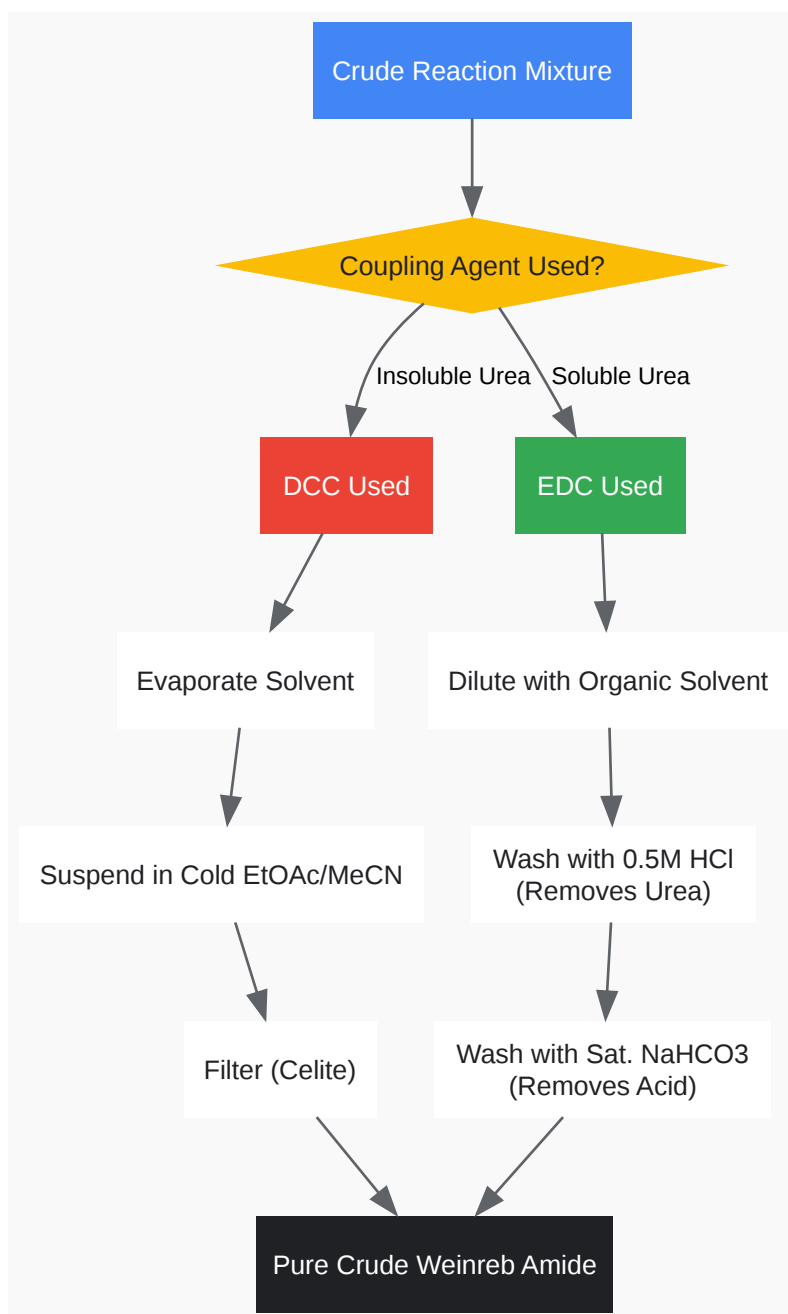 Crude Reaction Mixture
Coupling Agent Used?
Insoluble Urea
Soluble Urea
DCC Used
EDC Used
Evaporate Solvent
Dilute with Organic Solvent
Suspend in Cold EtOAc/MeCN
Wash with 0.5M HCl
(Removes Urea)
Filter (Celite)
Wash with Sat. NaHCO3
(Removes Acid)
Pure Crude Weinreb Amide